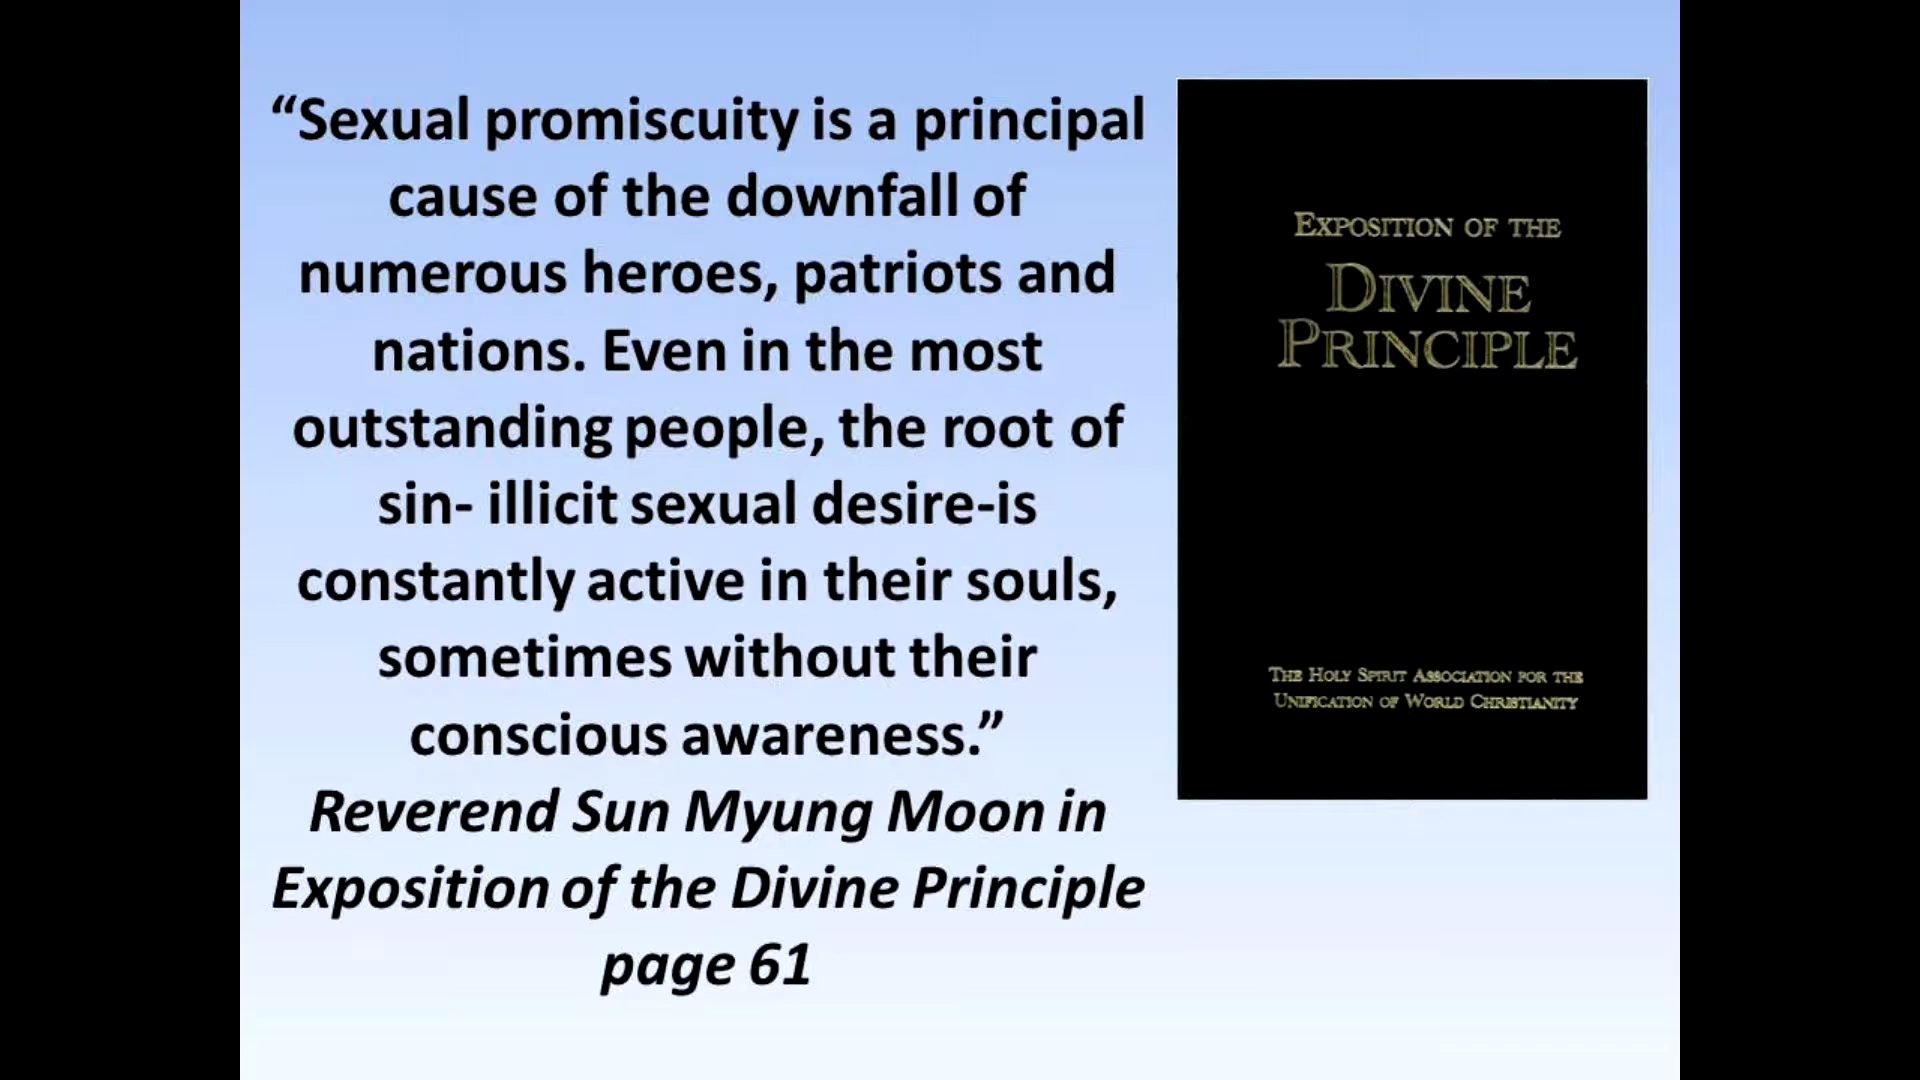 “Sexual promiscuity is a principal
cause of the downfall of
numerous heroes, patriots and
nations. Even in the most
outstanding people, the root of
sin- illicit sexual desire-is
constantly active in their souls,
sometimes without their
conscious awareness.”
Reverend Sun Myung Moon in
Exposition of the Divine Principle
page 61
EXPOSITION OF THE
DIVINE
PRINCIPLE
THE HOLY SPIRIT ASSOCIATION FOR THE
UNIFICATION OF WORLD CHRISTIANITY